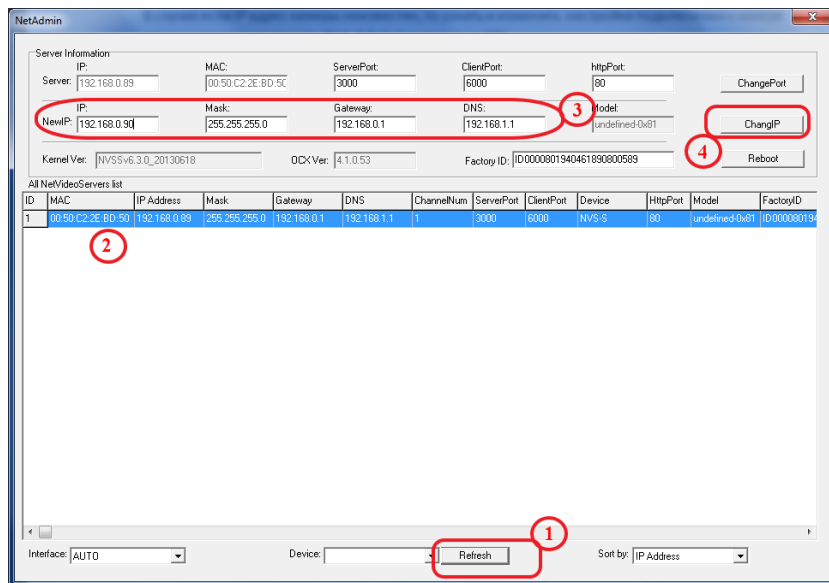 NetAdmin
Server Information
IP: MAC: ServerPort: ClientPort: httpPort:
Server: 192.168.0.89 00:50:C2:2E:BD:50 3000 6000 80 ChangePort
IP: Mask: Gateway: DNS: 3 Model:
NewIP: 192.168.0.90 255.255.255.0 192.168.0.1 192.168.1.1 undefined-0x81 ChangIP
4
Kernel Ver: NVSSv6.3.0_20130618 OCX Ver: 4.1.0.53 Factory ID: ID0000801940461890800589 Reboot
All NetVideoServers list
ID MAC IP Address Mask Gateway DNS ChannelNum ServerPort ClientPort Device HttpPort Model FactoryID
1 00:50:C2:2E:BD:50 192.168.0.89 255.255.255.0 192.168.0.1 192.168.1.1 1 3000 6000 NVS-S 80 undefined-0x81 ID000080194
2
1
Interface: AUTO Device: Refresh Sort by: IP Address